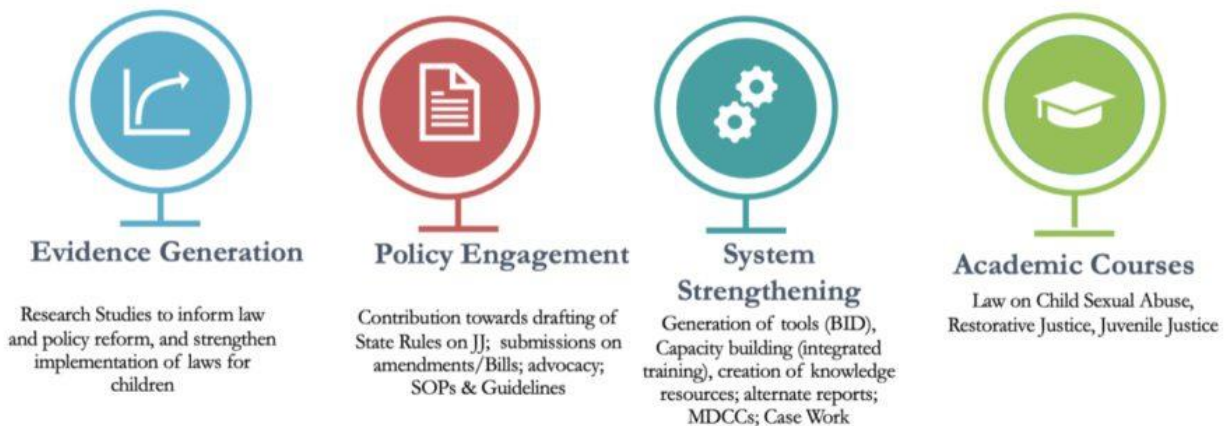 Evidence Generation
Research Studies to inform law
and policy reform, and strengthen
implementation of laws for
children
Policy Engagement
Contribution towards drafting of
State Rules on JJ; submissions on
amendments/Bills; advocacy;
SOPs & Guidelines
System
Strengthening
Generation of tools (BID),
Capacity building (integrated
training), creation of knowledge
resources; alternate reports;
MDCCs; Case Work
Academic Courses
Law on Child Sexual Abuse,
Restorative Justice, Juvenile Justice